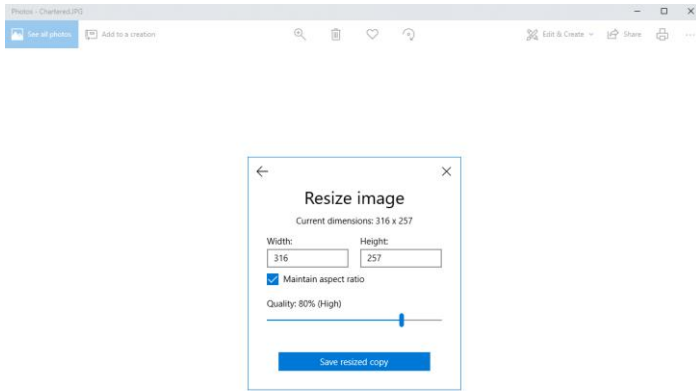 Photos - Chartered.JPG
See all photos Add to a creation Edit & Create Share
Resize image
Current dimensions: 316 x 257
Width: Height:
316 257
Maintain aspect ratio
Quality: 80% (High)
Save resized copy